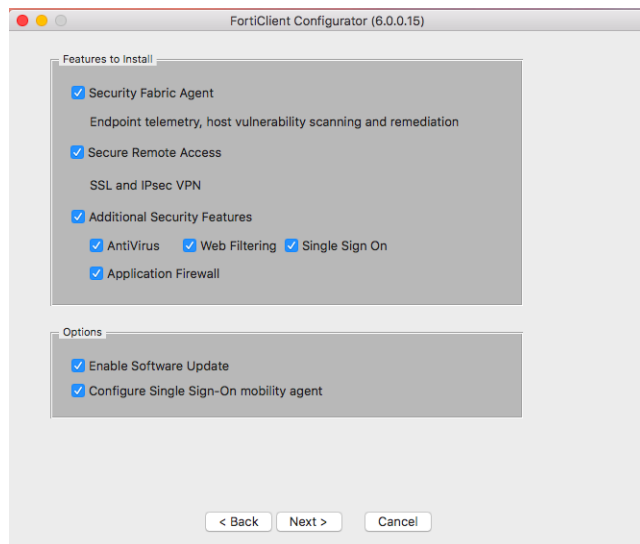 FortiClient Configurator (6.0.0.15)
Features to Install
Security Fabric Agent
Endpoint telemetry, host vulnerability scanning and remediation
Secure Remote Access
SSL and IPsec VPN
Additional Security Features
AntiVirus Web Filtering Single Sign On
Application Firewall
Options
Enable Software Update
Configure Single Sign-On mobility agent
< Back Next > Cancel